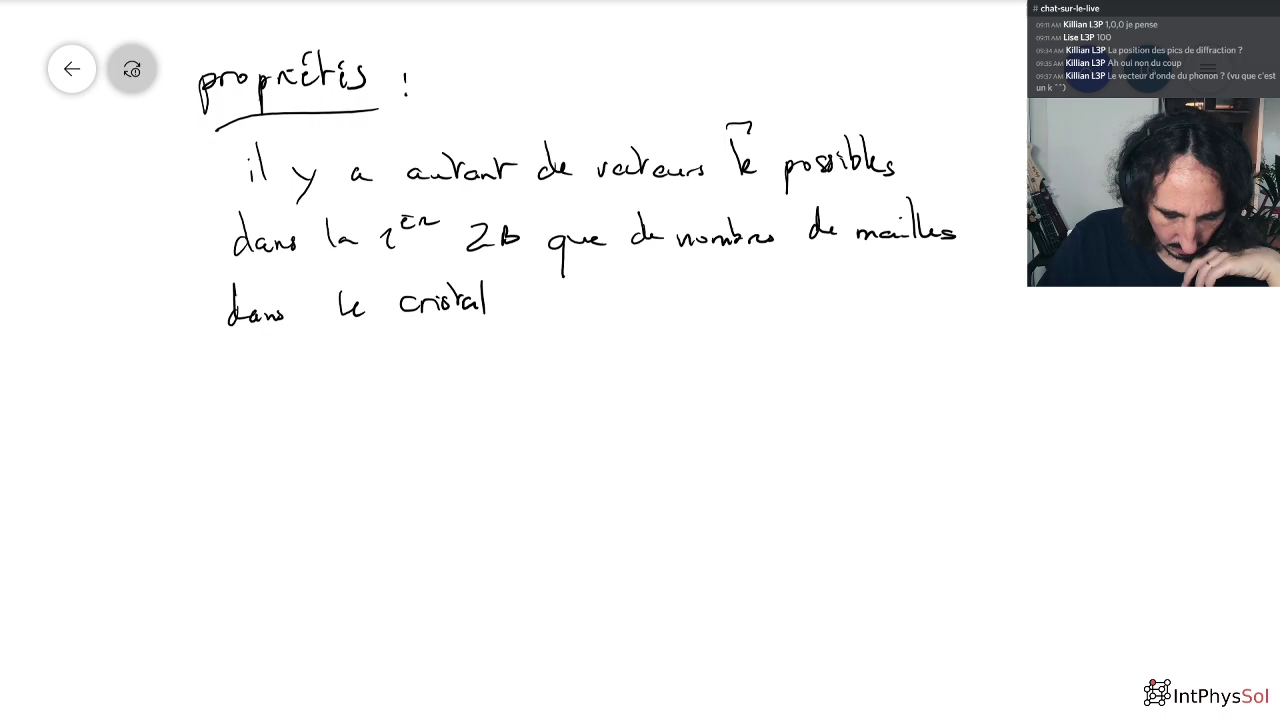 propriétés :
il y a autant de vecteurs k possibles
dans la 1ER ZB que de nombres de mailles
dans le cristal
# chat-sur-le-live
09:11 AM Killian L3P 1,0,0 je pense
09:11 AM Lise L3P 100
09:34 AM Killian L3P La position des pics de diffraction ?
09:35 AM Killian L3P Ah oui non du coup
09:37 AM Killian L3P Le vecteur d'onde du phonon ? (vu que c'est
un k ^^)
IntPhysSol